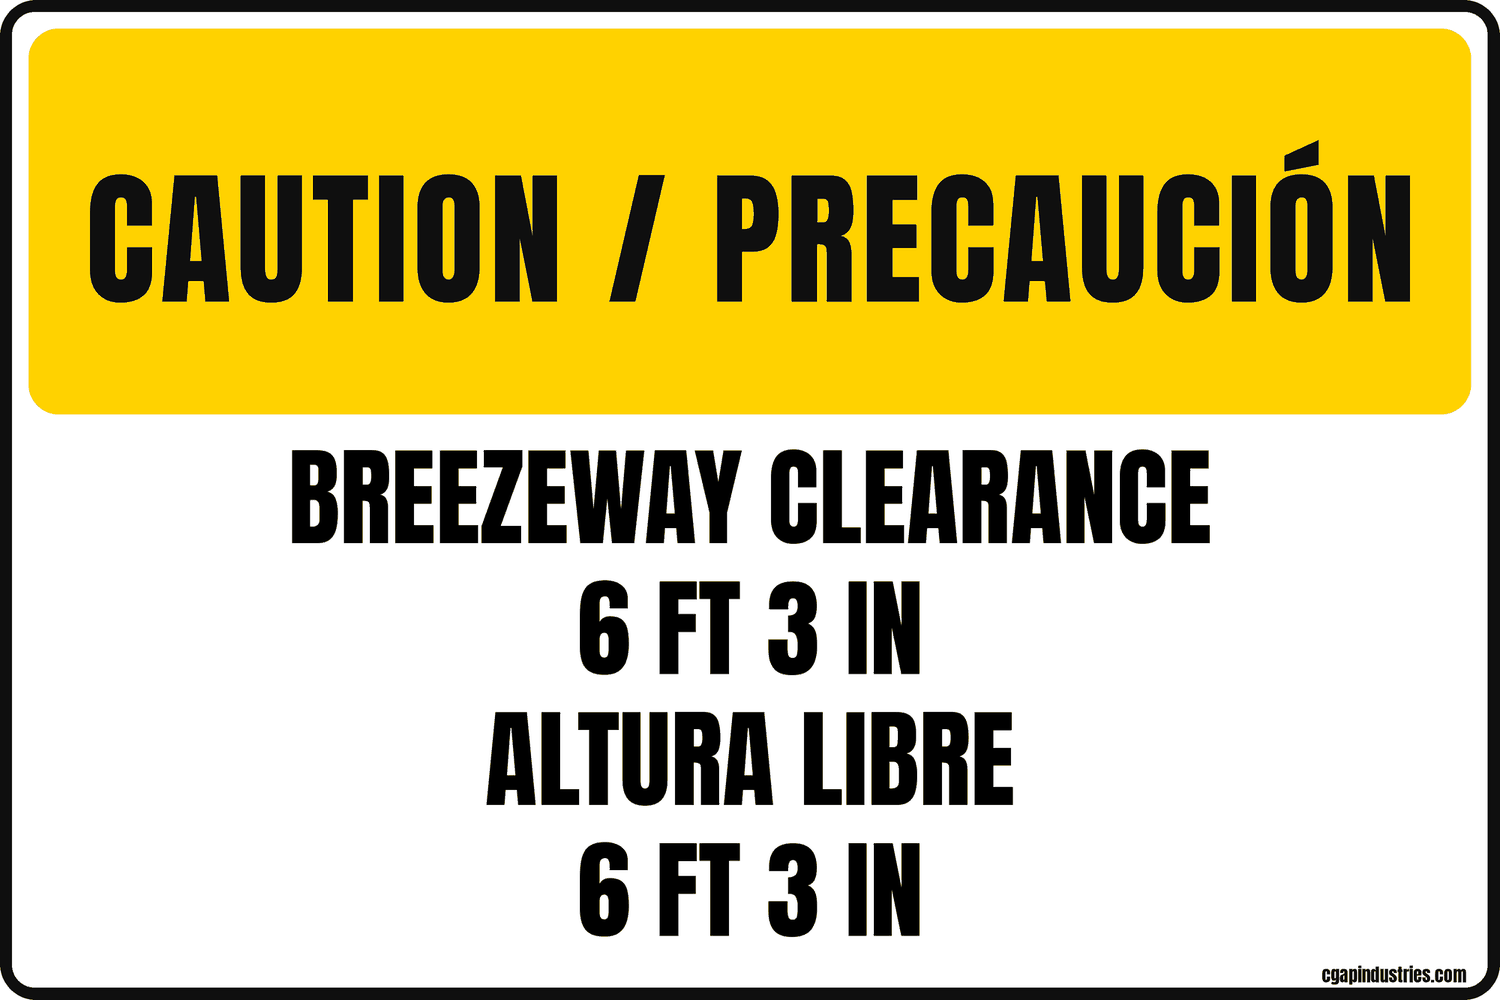 CAUTION / PRECAUCIÓN
BREEZEWAY CLEARANCE
6 FT 3 IN
ALTURA LIBRE
6 FT 3 IN
cgapindustries.com